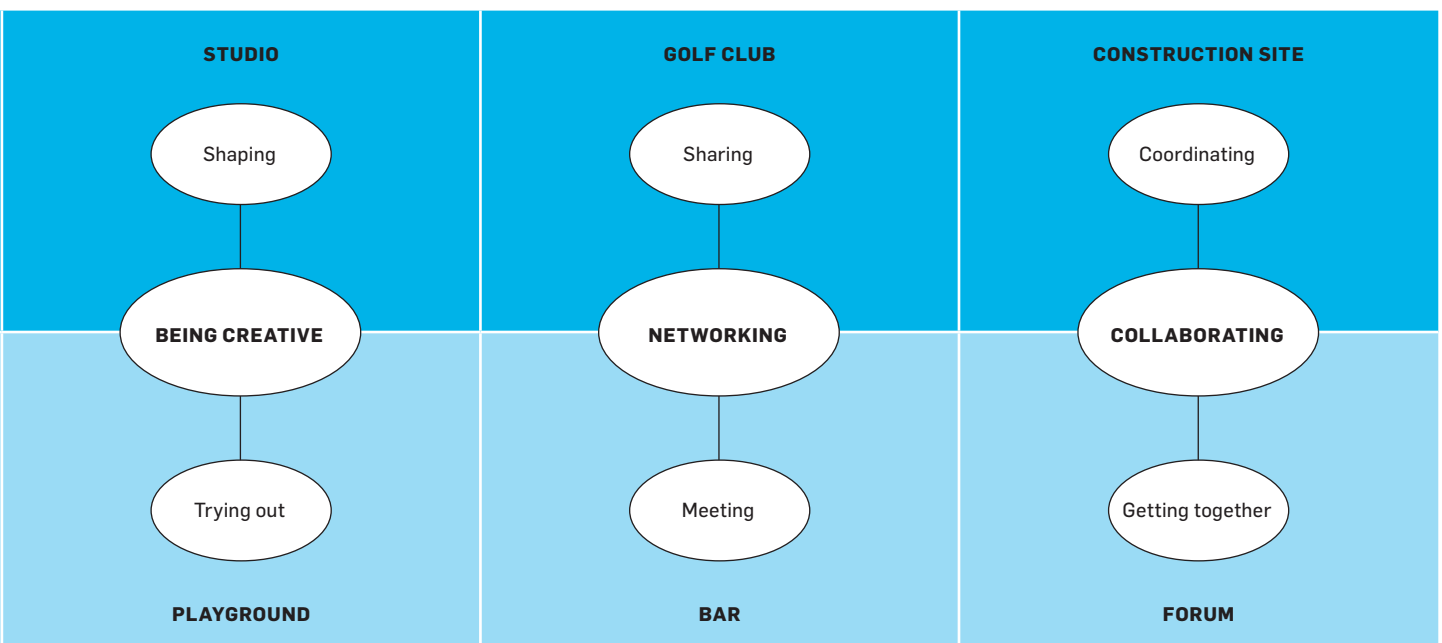 STUDIO
GOLF CLUB
CONSTRUCTION SITE
Shaping
Sharing
Coordinating
BEING CREATIVE
NETWORKING
COLLABORATING
Trying out
Meeting
Getting together
PLAYGROUND
BAR
FORUM